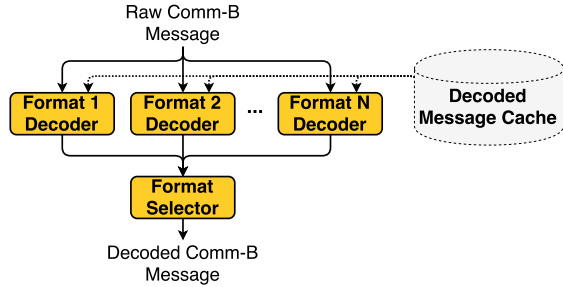 Raw Comm-B
Message
Format 1
Decoder
Format 2
Decoder
...
Format N
Decoder
Decoded
Message Cache
Format
Selector
Decoded Comm-B
Message